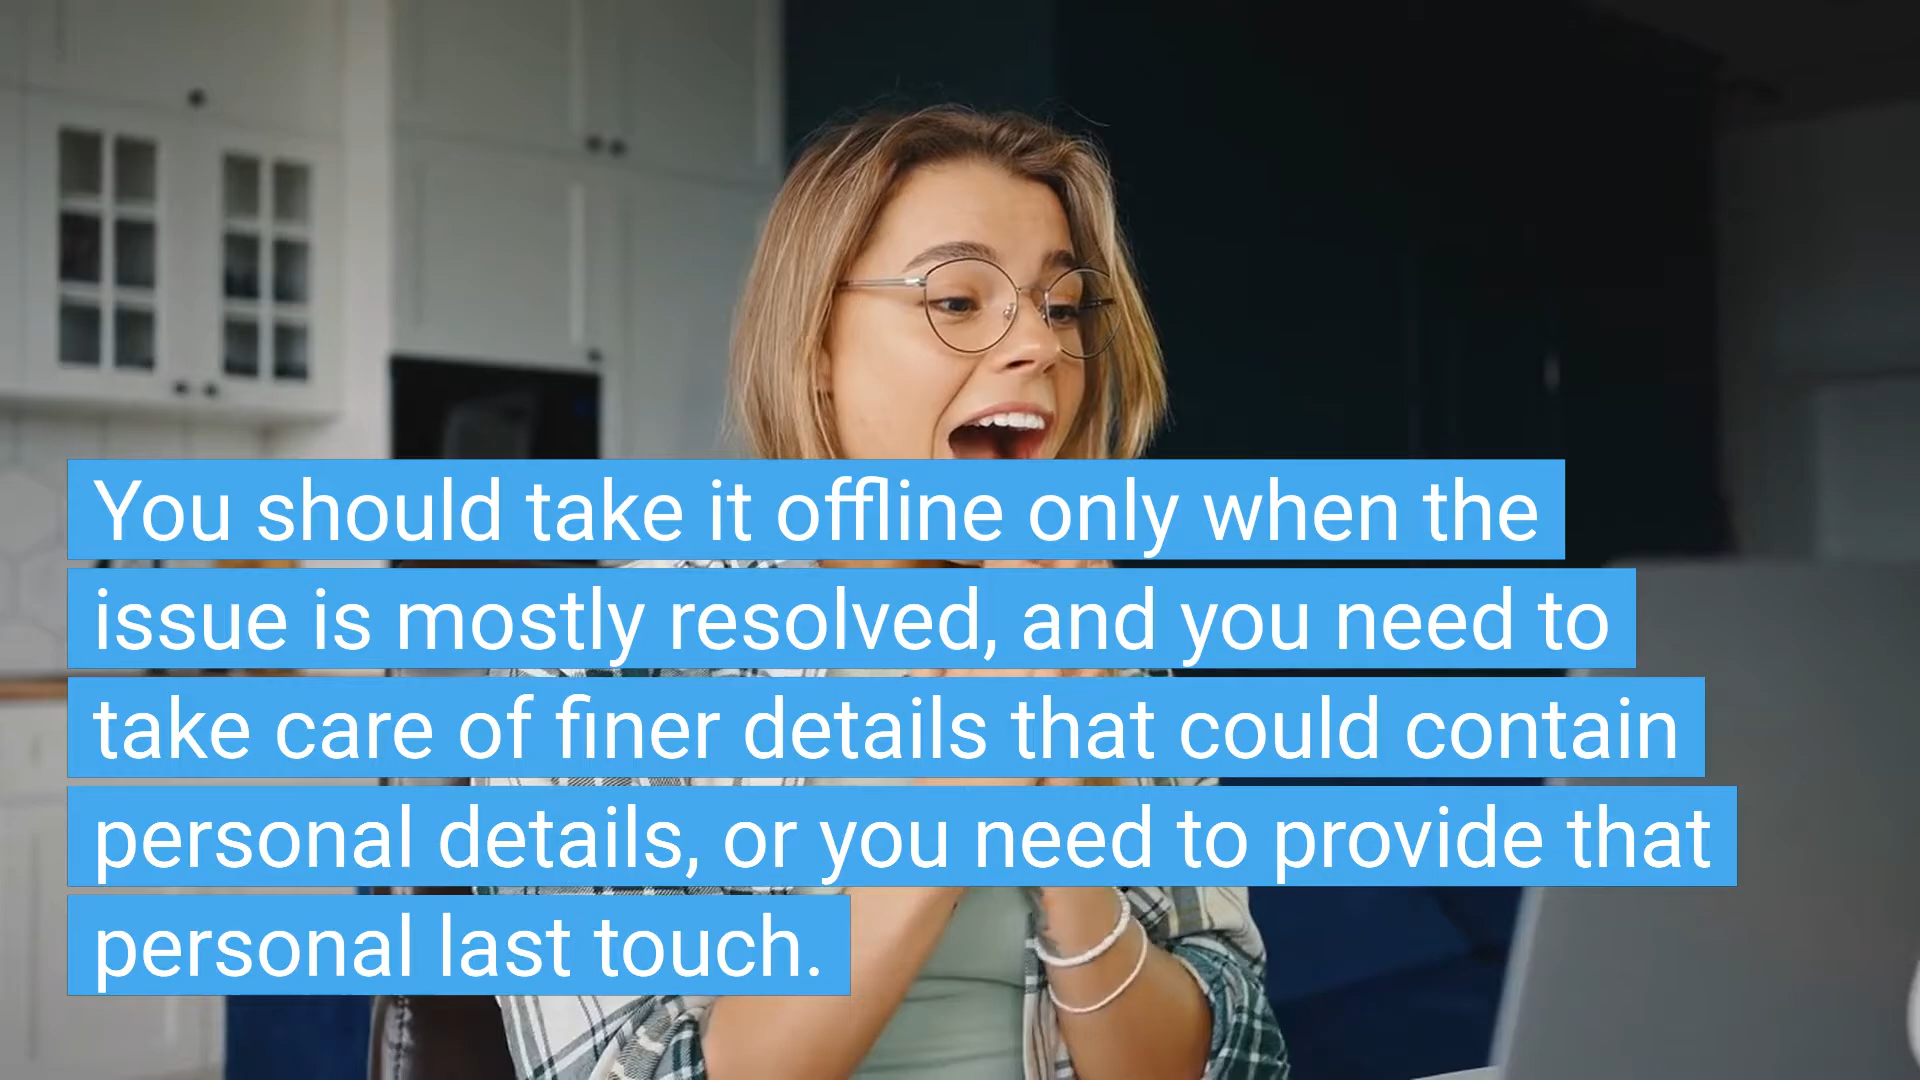 You should take it offline only when the
issue is mostly resolved, and you need to
take care of finer details that could contain
personal details, or you need to provide that
personal last touch.